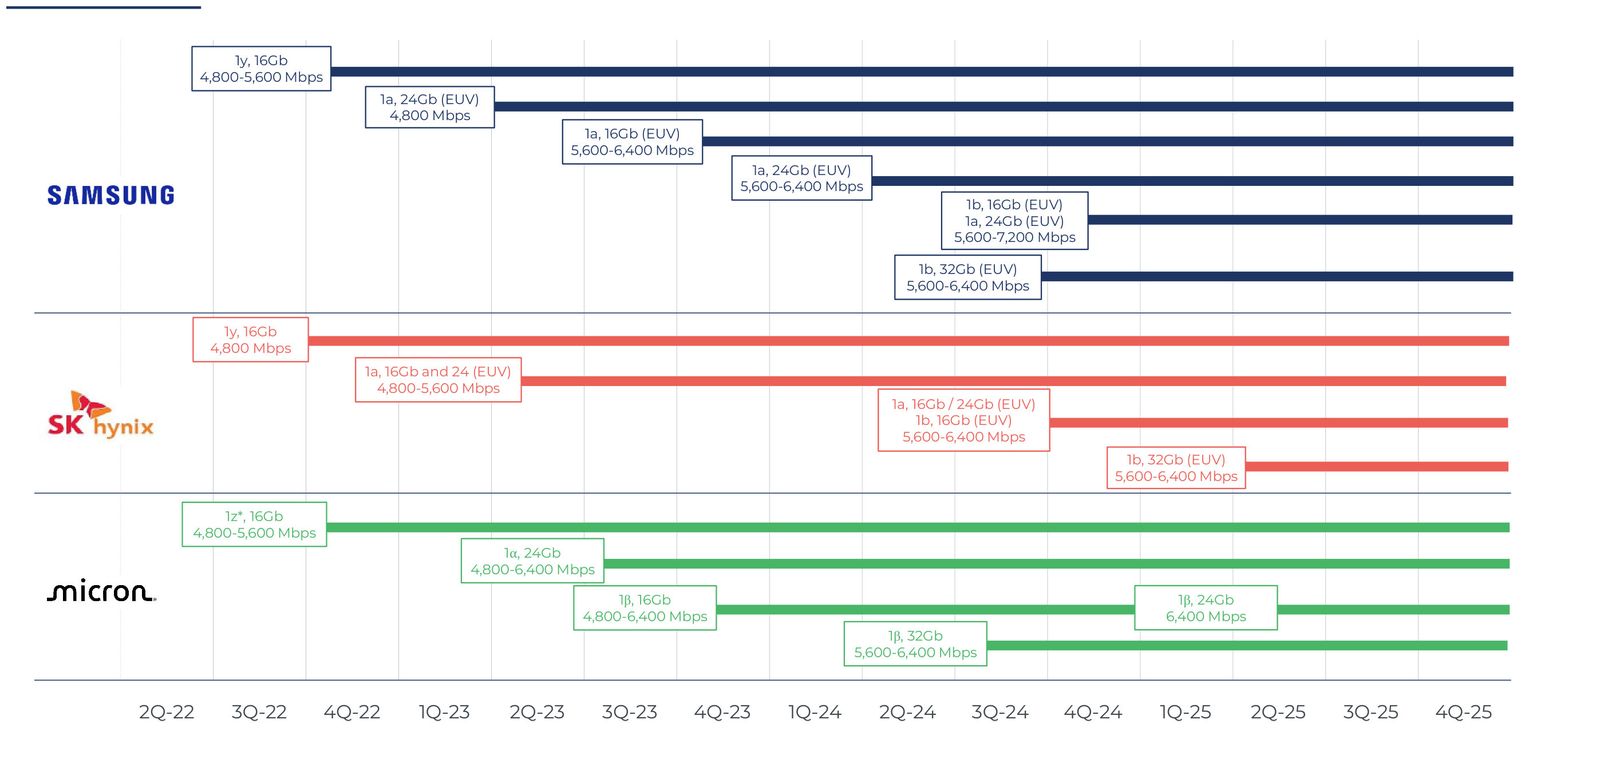 1y, 16Gb
4,800-5,600 Mbps
1a, 24Gb (EUV)
4,800 Mbps
1a, 16Gb (EUV)
5,600-6,400 Mbps
1a, 24Gb (EUV)
5,600-6,400 Mbps
SAMSUNG
1b, 16Gb (EUV)
1a, 24Gb (EUV)
5,600-7,200 Mbps
1b, 32Gb (EUV)
5,600-6,400 Mbps
1y, 16Gb
4,800 Mbps
1a, 16Gb and 24 (EUV)
4,800-5,600 Mbps
SK hynix
1a, 16Gb / 24Gb (EUV)
1b, 16Gb (EUV)
5,600-6,400 Mbps
1b, 32Gb (EUV)
5,600-6,400 Mbps
1z*, 16Gb
4,800-5,600 Mbps
1α, 24Gb
4,800-6,400 Mbps
micron
1β, 16Gb
4,800-6,400 Mbps
1β, 24Gb
6,400 Mbps
1β, 32Gb
5,600-6,400 Mbps
2Q-22 3Q-22 4Q-22 1Q-23 2Q-23 3Q-23 4Q-23 1Q-24 2Q-24 3Q-24 4Q-24 1Q-25 2Q-25 3Q-25 4Q-25